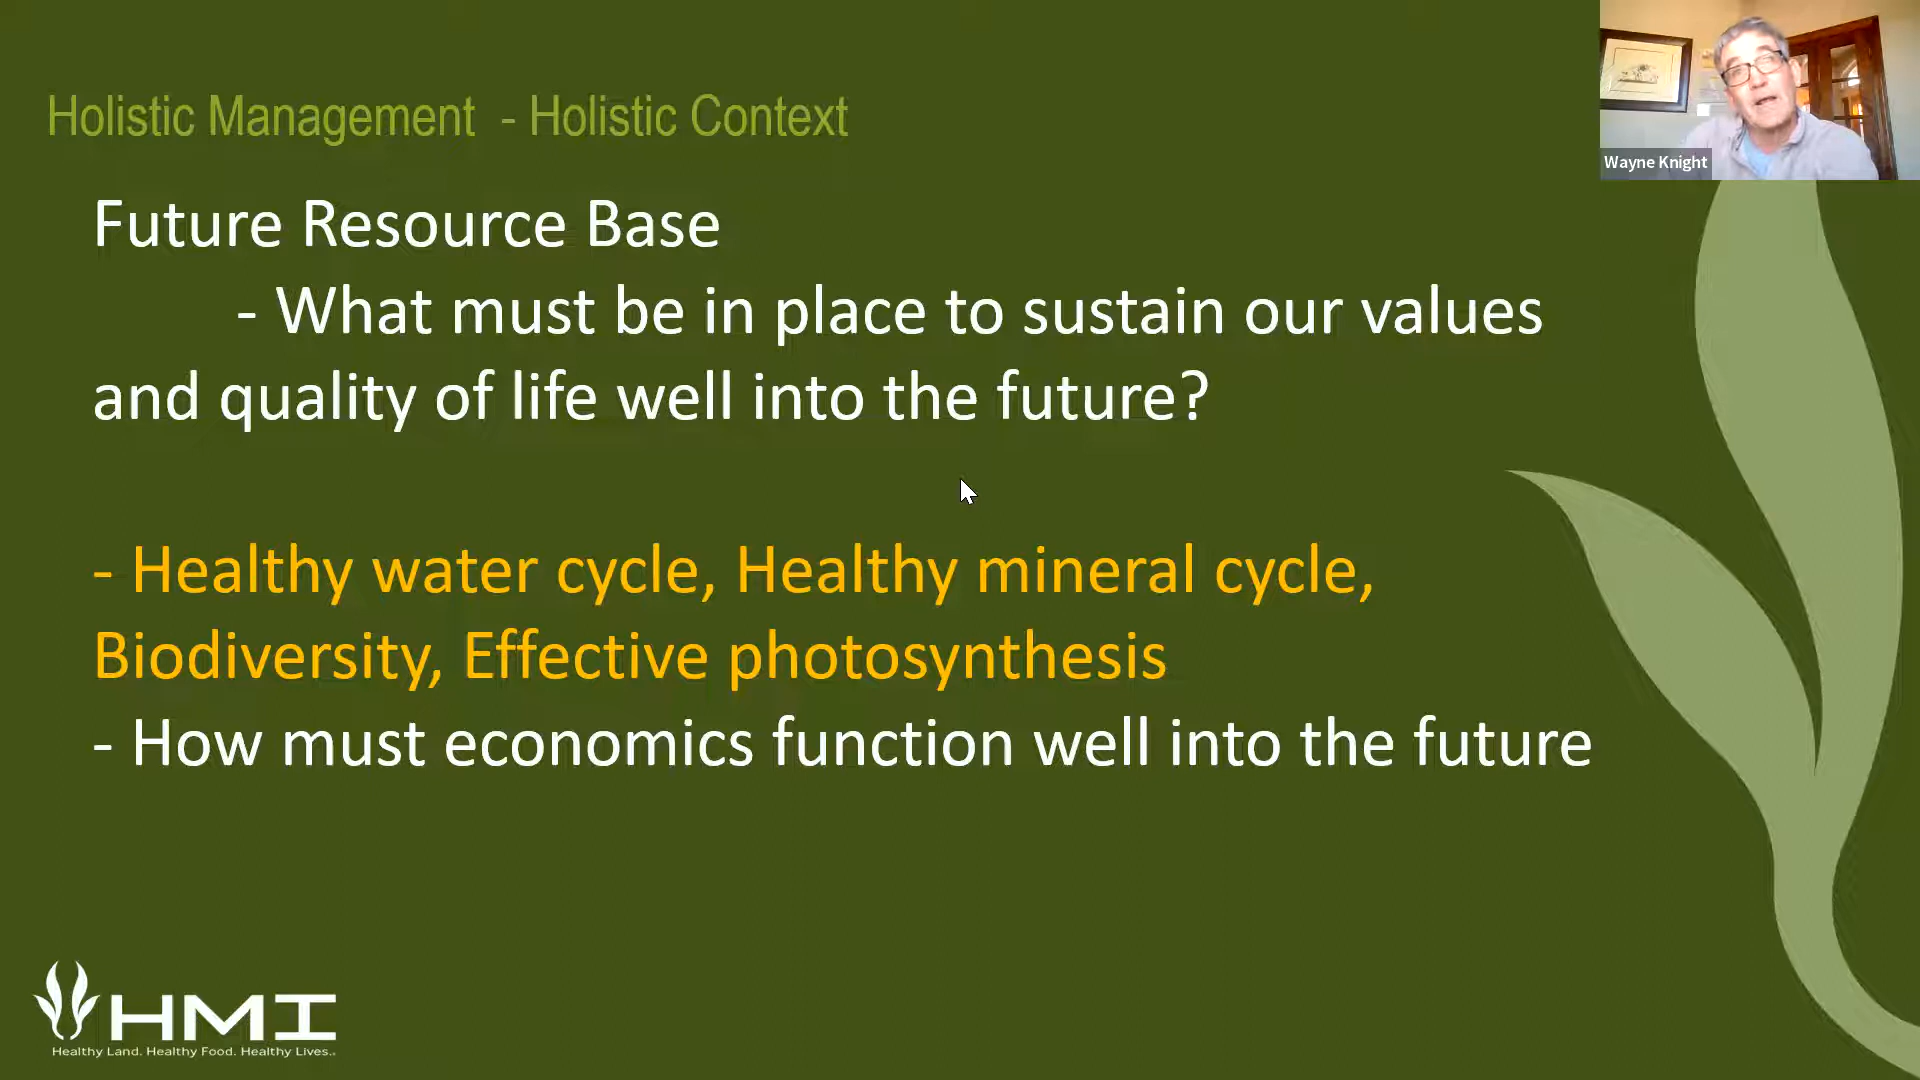 Holistic Management - Holistic Context
Wayne Knight
Future Resource Base
- What must be in place to sustain our values
and quality of life well into the future?
- Healthy water cycle, Healthy mineral cycle,
Biodiversity, Effective photosynthesis
- How must economics function well into the future
HMI
Healthy Land. Healthy Food. Healthy Lives..